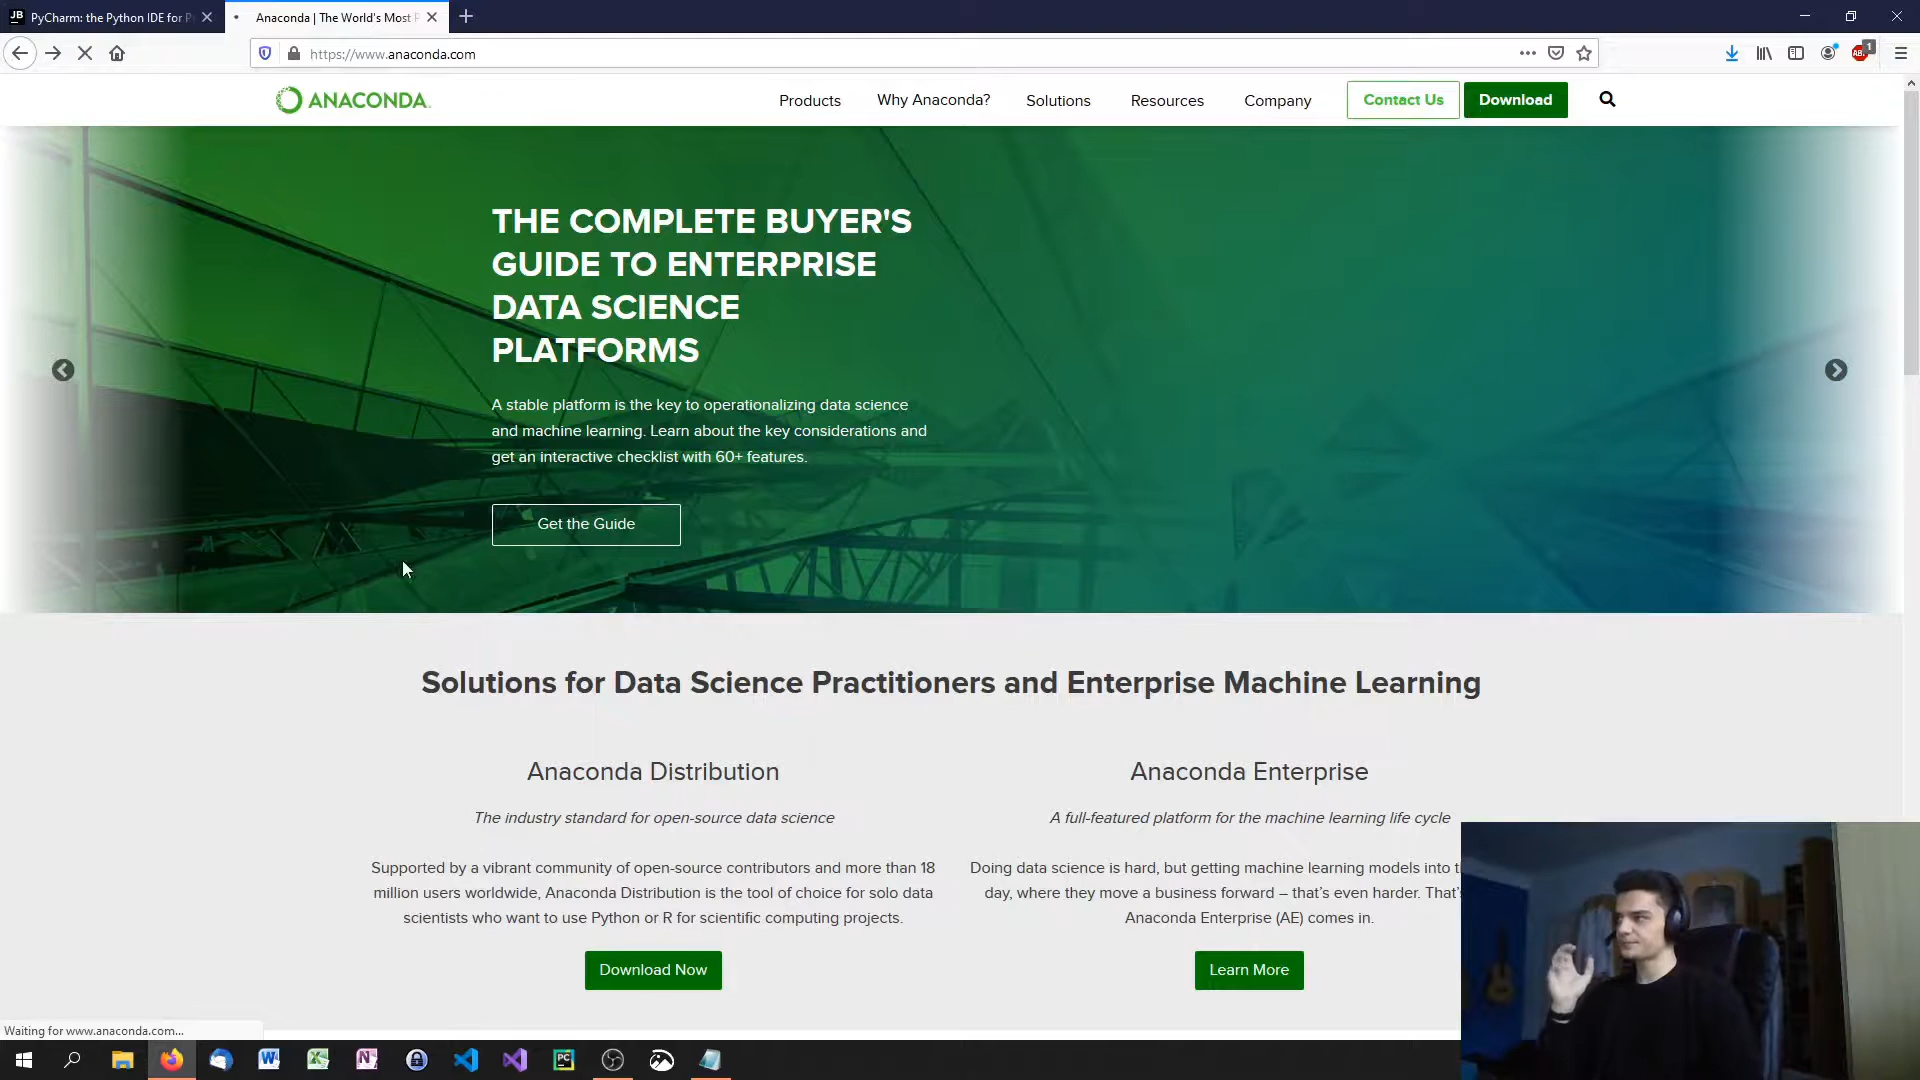 PyCharm: the Python IDE for P
Anaconda | The World's Most P
https://www.anaconda.com
1
ANACONDA.
Products
Why Anaconda?
Solutions
Resources
Company
Contact Us
Download
THE COMPLETE BUYER'S
GUIDE TO ENTERPRISE
DATA SCIENCE
PLATFORMS
A stable platform is the key to operationalizing data science
and machine learning. Learn about the key considerations and
get an interactive checklist with 60+ features.
Get the Guide
Solutions for Data Science Practitioners and Enterprise Machine Learning
Anaconda Distribution
The industry standard for open-source data science
Supported by a vibrant community of open-source contributors and more than 18
million users worldwide, Anaconda Distribution is the tool of choice for solo data
scientists who want to use Python or R for scientific computing projects.
Download Now
Anaconda Enterprise
A full-featured platform for the machine learning life cycle
Doing data science is hard, but getting machine learning models into
day, where they move a business forward – that's even harder. That'
Anaconda Enterprise (AE) comes in.
Learn More
Waiting for www.anaconda.com...